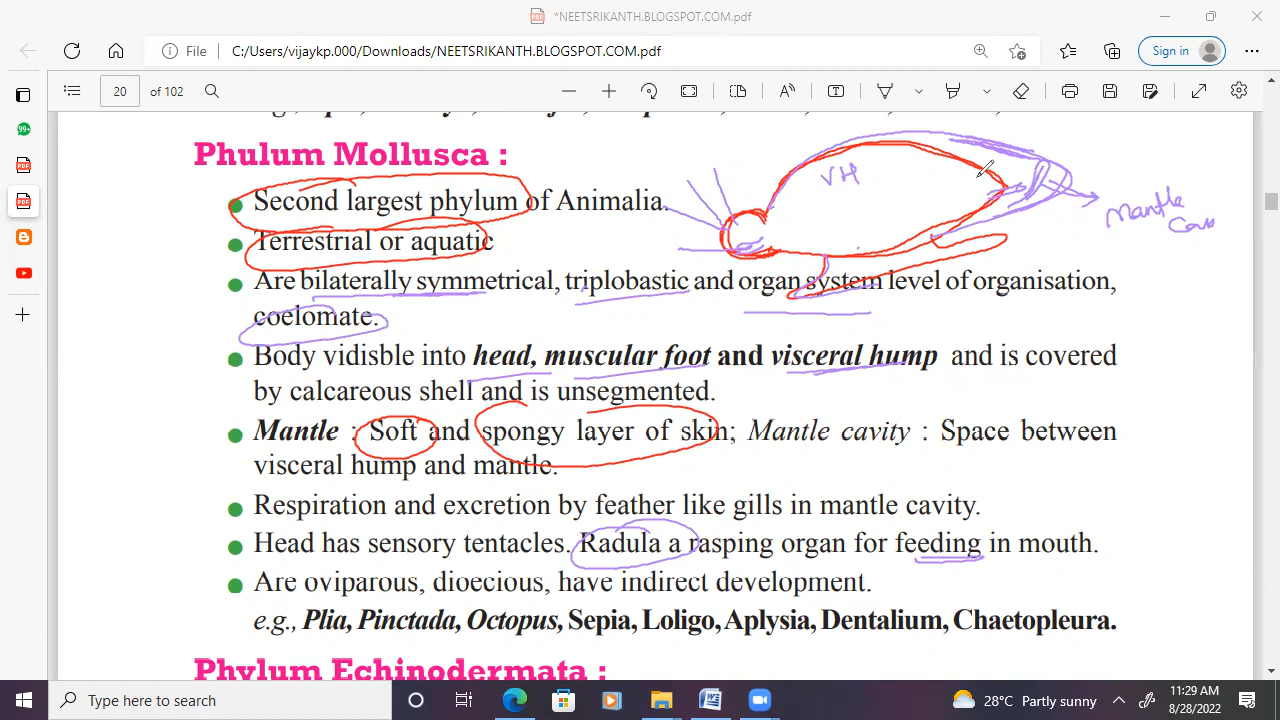 *NEETSRIKANTH.BLOGSPOT.COM.pdf
File C:/Users/vijaykp.000/Downloads/NEETSRIKANTH.BLOGSPOT.COM.pdf
Sign in
20 of 102
99+
Phulum Mollusca :
VH
Mantle
Second largest phylum of Animalia.
Terrestrial or aquatic
Are bilaterally symmetrical, triplobastic and organ system level of organisation,
coelomate.
Body vidisble into head, muscular foot and visceral hump and is covered
by calcareous shell and is unsegmented.
Mantle : Soft and spongy layer of skin; Mantle cavity : Space between
visceral hump and mantle.
Respiration and excretion by feather like gills in mantle cavity.
Head has sensory tentacles. Radula a rasping organ for feeding in mouth.
Are oviparous, dioecious, have indirect development.
e.g., Plia, Pinctada, Octopus, Sepia, Loligo, Aplysia, Dentalium, Chaetopleura.
Phylum Echinodermata :
Type here to search
28°C Partly sunny
11:29 AM
8/28/2022